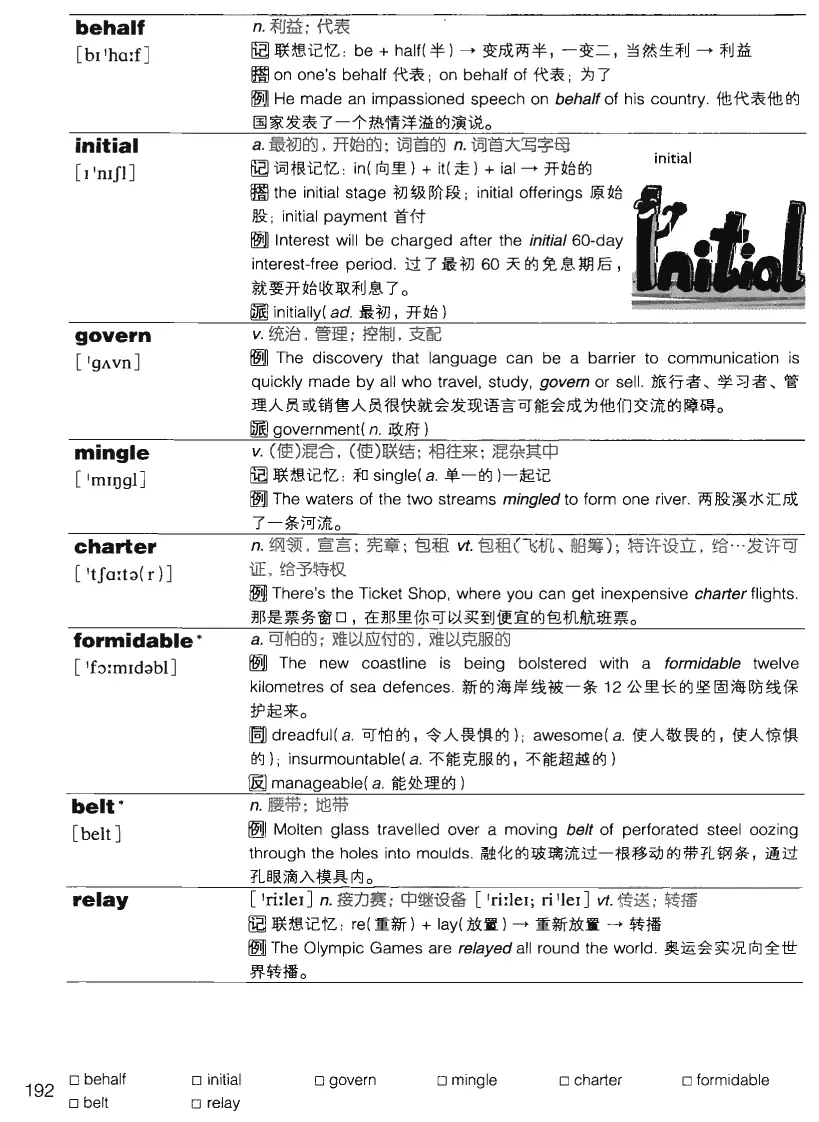 behalf n. 利益；代表
[bɪˈhɑːf] 记 联想记忆：be + half(半) → 变成两半，一变二，当然生利 → 利益
搭 on one's behalf 代表；on behalf of 代表；为了
例 He made an impassioned speech on behalf of his country. 他代表他的
国家发表了一个热情洋溢的演说。
initial a. 最初的，开始的；词首的 n. 词首大写字母
[ɪˈnɪʃl] 记 词根记忆：in(向里) + it(走) + ial → 开始的
initial
搭 the initial stage 初级阶段；initial offerings 原始
股；initial payment 首付
例 Interest will be charged after the initial 60-day
interest-free period. 过了最初 60 天的免息期后，
就要开始收取利息了。
派 initially(ad. 最初，开始)
Initial
govern v. 统治，管理；控制，支配
[ˈɡʌvn] 例 The discovery that language can be a barrier to communication is
quickly made by all who travel, study, govern or sell. 旅行者、学习者、管
理人员或销售人员很快就会发现语言可能会成为他们交流的障碍。
派 government(n. 政府)
mingle v. (使)混合，(使)联结；相往来；混杂其中
[ˈmɪŋɡl] 记 联想记忆：和 single(a. 单一的)一起记
例 The waters of the two streams mingled to form one river. 两股溪水汇成
了一条河流。
charter n. 纲领，宣言；宪章；包租 vt. 包租(飞机、船等)；特许设立，给…发许可
[ˈtʃɑːtə(r)] 证，给予特权
例 There's the Ticket Shop, where you can get inexpensive charter flights.
那是票务窗口，在那里你可以买到便宜的包机航班票。
formidable* a. 可怕的；难以应付的，难以克服的
[ˈfɔːmɪdəbl] 例 The new coastline is being bolstered with a formidable twelve
kilometres of sea defences. 新的海岸线被一条 12 公里长的坚固海防线保
护起来。
同 dreadful(a. 可怕的，令人畏惧的)；awesome(a. 使人敬畏的，使人惊惧
的)；insurmountable(a. 不能克服的，不能超越的)
反 manageable(a. 能处理的)
belt* n. 腰带；地带
[belt] 例 Molten glass travelled over a moving belt of perforated steel oozing
through the holes into moulds. 融化的玻璃流过一根移动的带孔钢条，通过
孔眼滴入模具内。
relay [ˈriːleɪ] n. 接力赛；中继设备 [ˈriːleɪ; riˈleɪ] vt. 传送；转播
记 联想记忆：re(重新) + lay(放置) → 重新放置 → 转播
例 The Olympic Games are relayed all round the world. 奥运会实况向全世
界转播。
192 □ behalf □ initial □ govern □ mingle □ charter □ formidable
□ belt □ relay